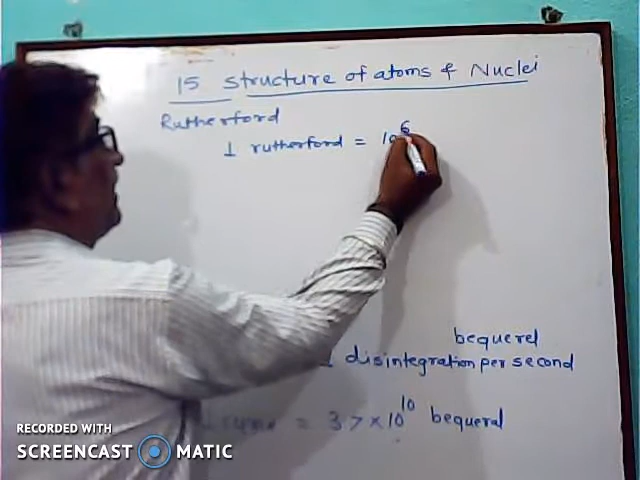 15 Structure of atoms & Nuclei
Rutherford
1 rutherford = 10⁶
bequerel
disintegration per second
= 3.7 × 10¹⁰ bequeral
RECORDED WITH
SCREENCAST MATIC